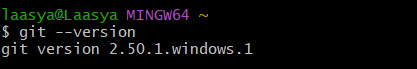 laasya@Laasya MINGW64 ~
$ git --version
git version 2.50.1.windows.1